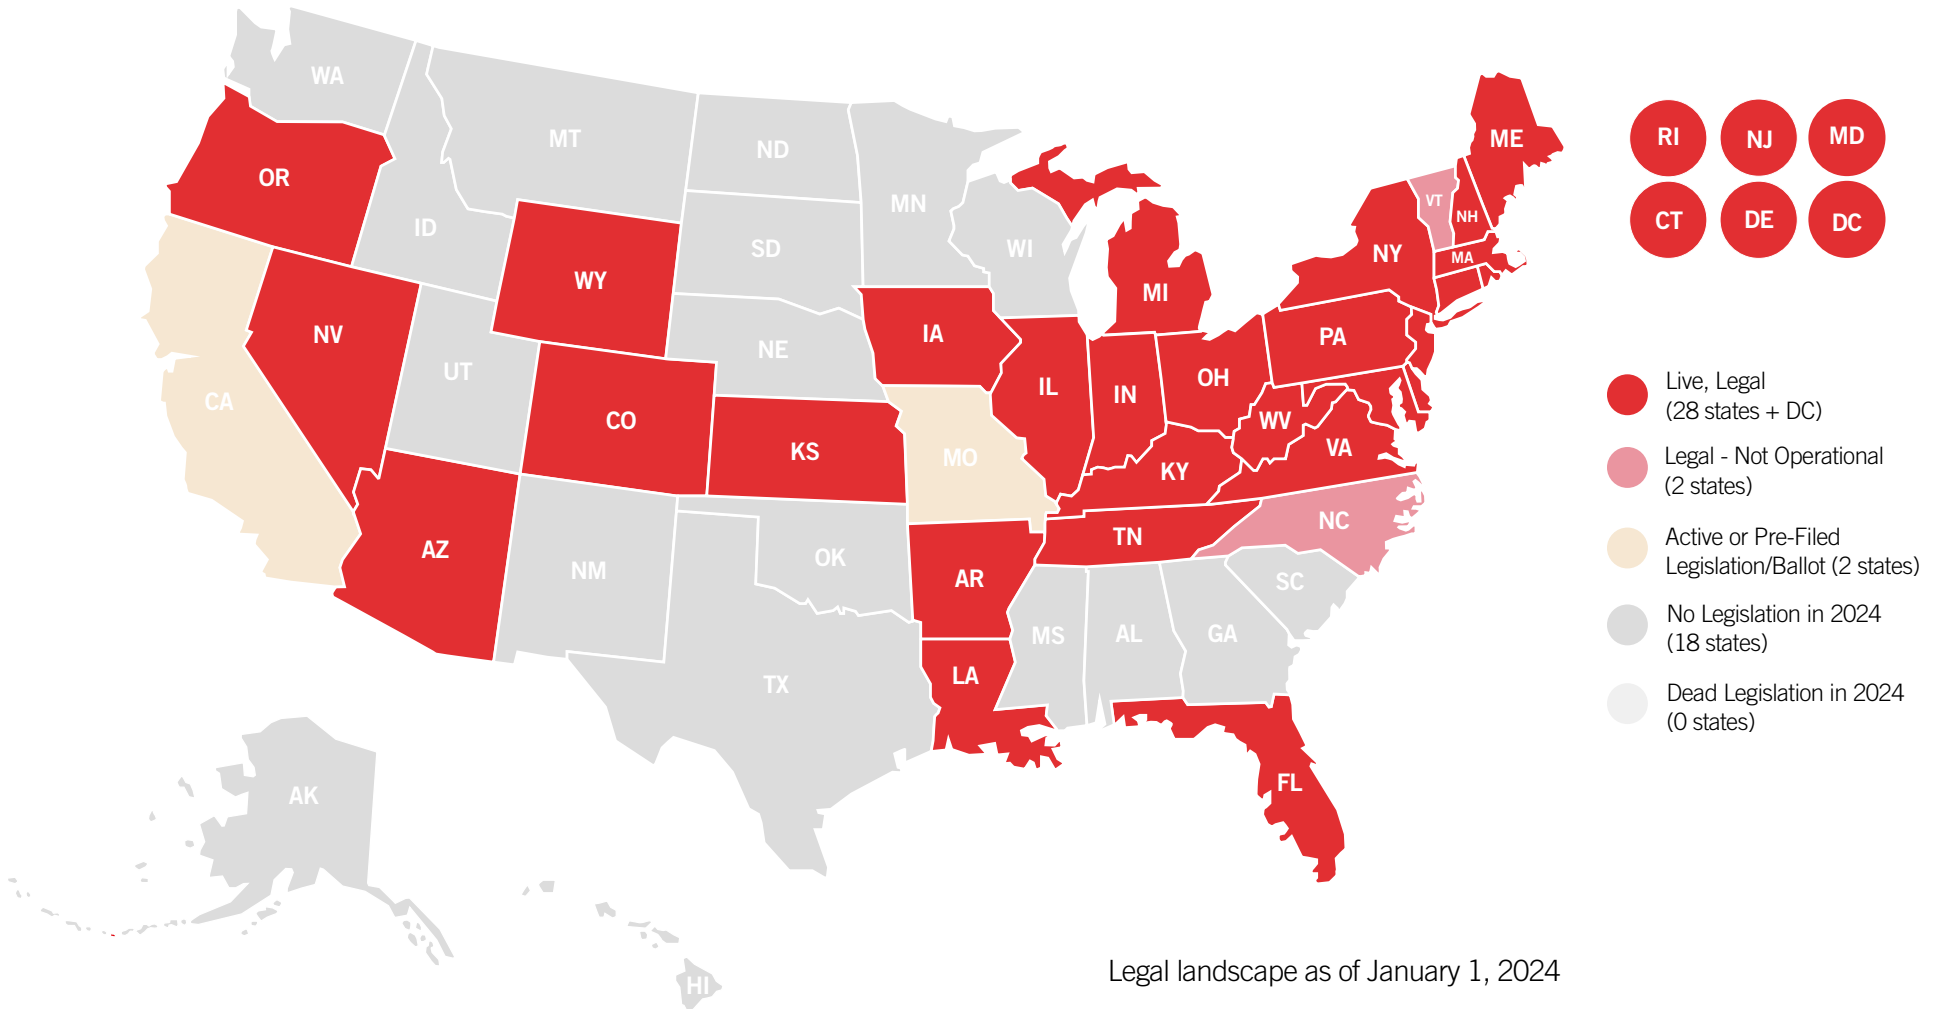 WA
MT
ND
MN
ME
OR
ID
SD
WI
VT
NH
NY
MA
WY
MI
NV
IA
PA
NE
UT
CA
CO
IL
IN
OH
WV
VA
KS
MO
KY
NC
AZ
NM
OK
AR
TN
SC
MS
AL
GA
LA
TX
FL
AK
HI
RI NJ MD
CT DE DC
Live, Legal
(28 states + DC)
Legal - Not Operational
(2 states)
Active or Pre-Filed
Legislation/Ballot (2 states)
No Legislation in 2024
(18 states)
Dead Legislation in 2024
(0 states)
Legal landscape as of January 1, 2024